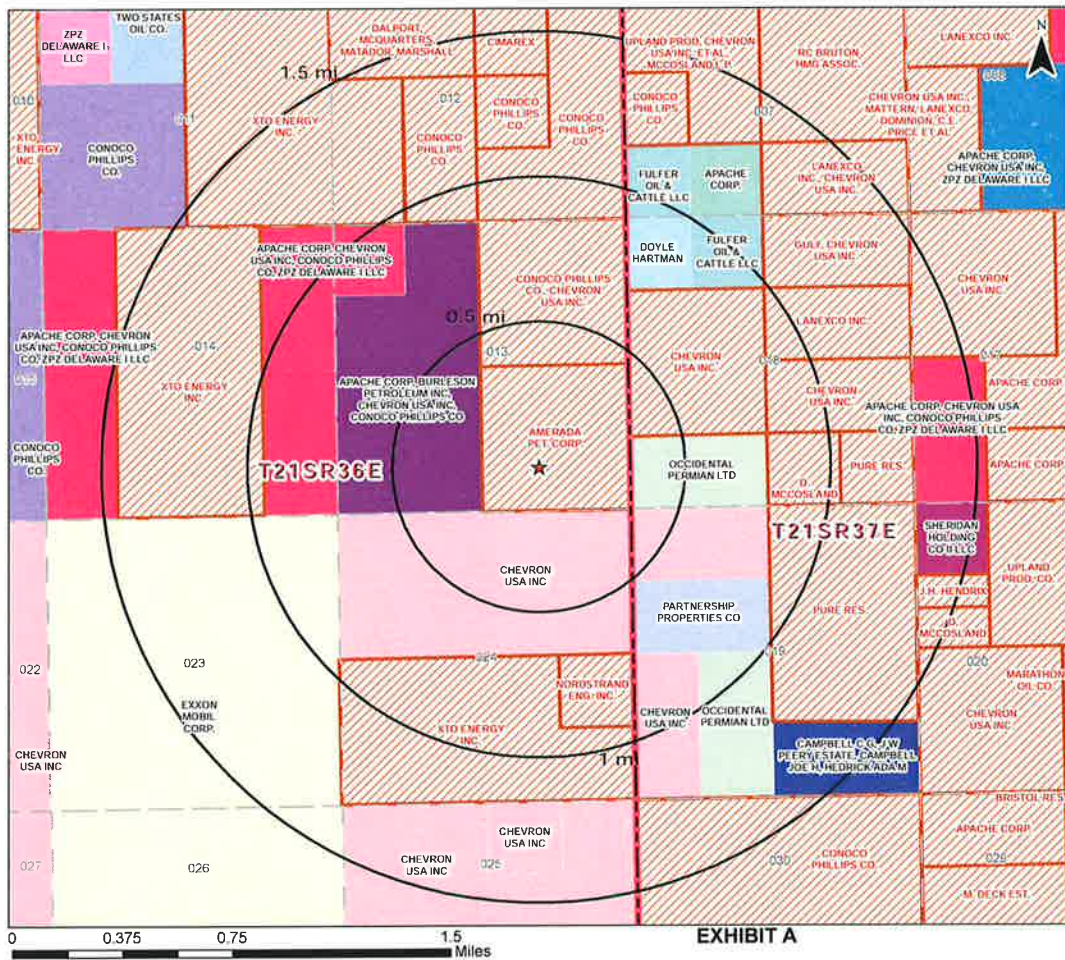 ZPZ
DELAWARE I,
LLC
TWO STATES
OIL CO.
DALPORT,
MCQUARTERS,
MATADOR, MARSHALL
CIMAREX
UPLAND PROD, CHEVRON
USA INC, ET AL,
MCCOSLAND L.P.
RC BRUTON,
HMG ASSOC.
LANEXCO INC.
N
1.5 mi
010
XTO
ENERGY
INC
011
CONOCO
PHILLIPS
CO.
XTO ENERGY
INC.
012
CONOCO
PHILLIPS
CO.
CONOCO
PHILLIPS
CO.
CONOCO
PHILLIPS
CO.
CONOCO
PHILLIPS
CO.
007
CHEVRON USA INC.,
MATTERN, LANEXCO,
DOMINION, C.E.
PRICE ET AL
008
APACHE CORP,
CHEVRON USA INC,
ZPZ DELAWARE I LLC
FULFER
OIL &
CATTLE LLC
APACHE
CORP.
LANEXCO
INC., CHEVRON
USA INC.
DOYLE
HARTMAN
FULFER
OIL &
CATTLE LLC
GULF, CHEVRON
USA INC.
CHEVRON
USA INC.
APACHE CORP, CHEVRON
USA INC, CONOCO PHILLIPS
CO, ZPZ DELAWARE I LLC
CONOCO PHILLIPS
CO., CHEVRON
USA INC.
0.5 mi
013
LANEXCO INC.
APACHE CORP, CHEVRON
USA INC, CONOCO PHILLIPS
CO, ZPZ DELAWARE I LLC
015
014
XTO ENERGY
INC.
APACHE CORP, BURLESON
PETROLEUM INC,
CHEVRON USA INC,
CONOCO PHILLIPS CO
CHEVRON
USA INC.
018
CHEVRON
USA INC.
017
APACHE CORP
APACHE CORP, CHEVRON USA
INC, CONOCO PHILLIPS
CO, ZPZ DELAWARE I LLC
CONOCO
PHILLIPS
CO.
T21SR36E
AMERADA
PET. CORP.
OCCIDENTAL
PERMIAN LTD
D.
MCCOSLAND
PURE RES.
APACHE CORP.
T21SR37E
SHERIDAN
HOLDING
CO II LLC
CHEVRON
USA INC
UPLAND
PROD. CO.
J.H. HENDRIX
PARTNERSHIP
PROPERTIES CO
PURE RES.
D.
MCCOSLAND
022
023
024
019
020
EXXON
MOBIL
CORP.
NORDSTRAND
ENG. INC.
XTO ENERGY
INC
CHEVRON
USA INC
OCCIDENTAL
PERMIAN LTD
MARATHON
OIL CO.
CHEVRON
USA INC.
CHEVRON
USA INC
1 mi
CAMPBELL C G, J W
PEERY ESTATE, CAMPBELL
JOE H, HEDRICK ADA M
BRISTOL RES
APACHE CORP.
CHEVRON
USA INC
CHEVRON
USA INC
027
026
025
030
CONOCO
PHILLIPS CO.
M. DECK EST.
0 0.375 0.75 1.5
Miles
EXHIBIT A